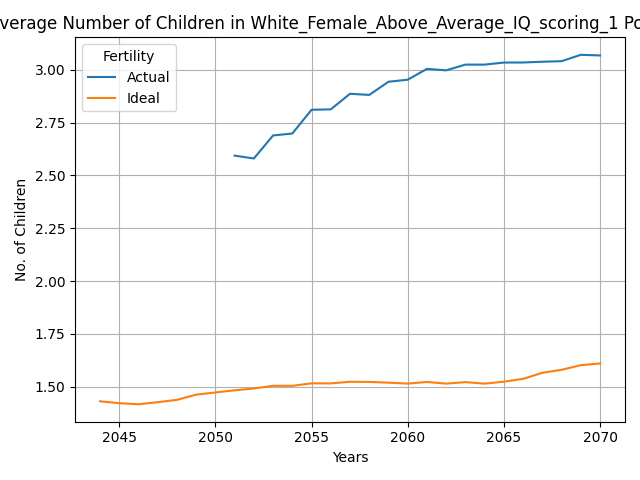 verage Number of Children in White_Female_Above_Average_IQ_scoring_1 Po
Fertility
Actual
Ideal
No. of Children
3.00
2.75
2.50
2.25
2.00
1.75
1.50
2045 2050 2055 2060 2065 2070
Years